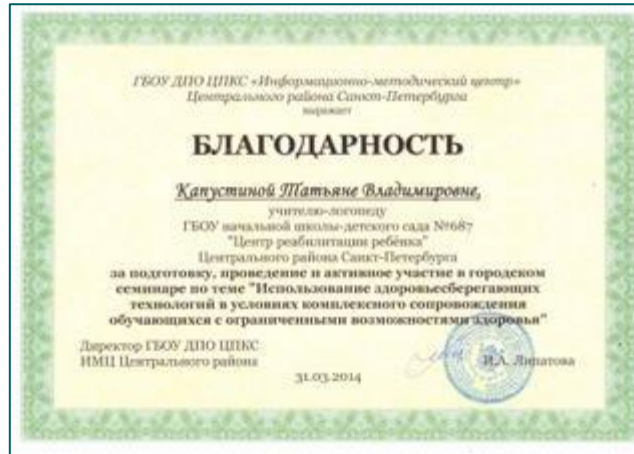 ГБОУ ДПО ЦПКС «Информационно-методический центр»
Центрального района Санкт-Петербурга
выражает
БЛАГОДАРНОСТЬ
Капустиной Татьяне Владимировне,
учителю-логопеду
ГБОУ начальной школы-детского сада №687
"Центр реабилитации ребёнка"
Центрального района Санкт-Петербурга
за подготовку, проведение и активное участие в городском
семинаре по теме "Использование здоровьесберегающих
технологий в условиях комплексного сопровождения
обучающихся с ограниченными возможностями здоровья"
Директор ГБОУ ДПО ЦПКС
ИМЦ Центрального района
И.А. Липатова
31.03.2014